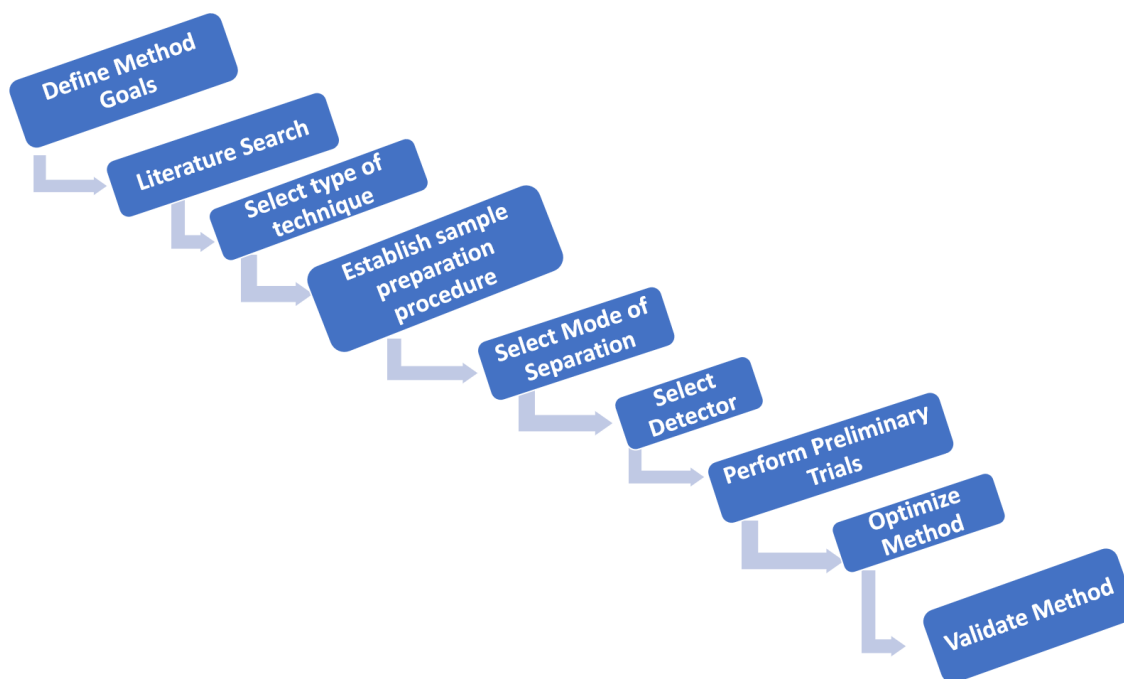 Define Method
Goals
Literature Search
Select type of
technique
Establish sample
preparation
procedure
Select Mode of
Separation
Select
Detector
Perform Preliminary
Trials
Optimize
Method
Validate Method